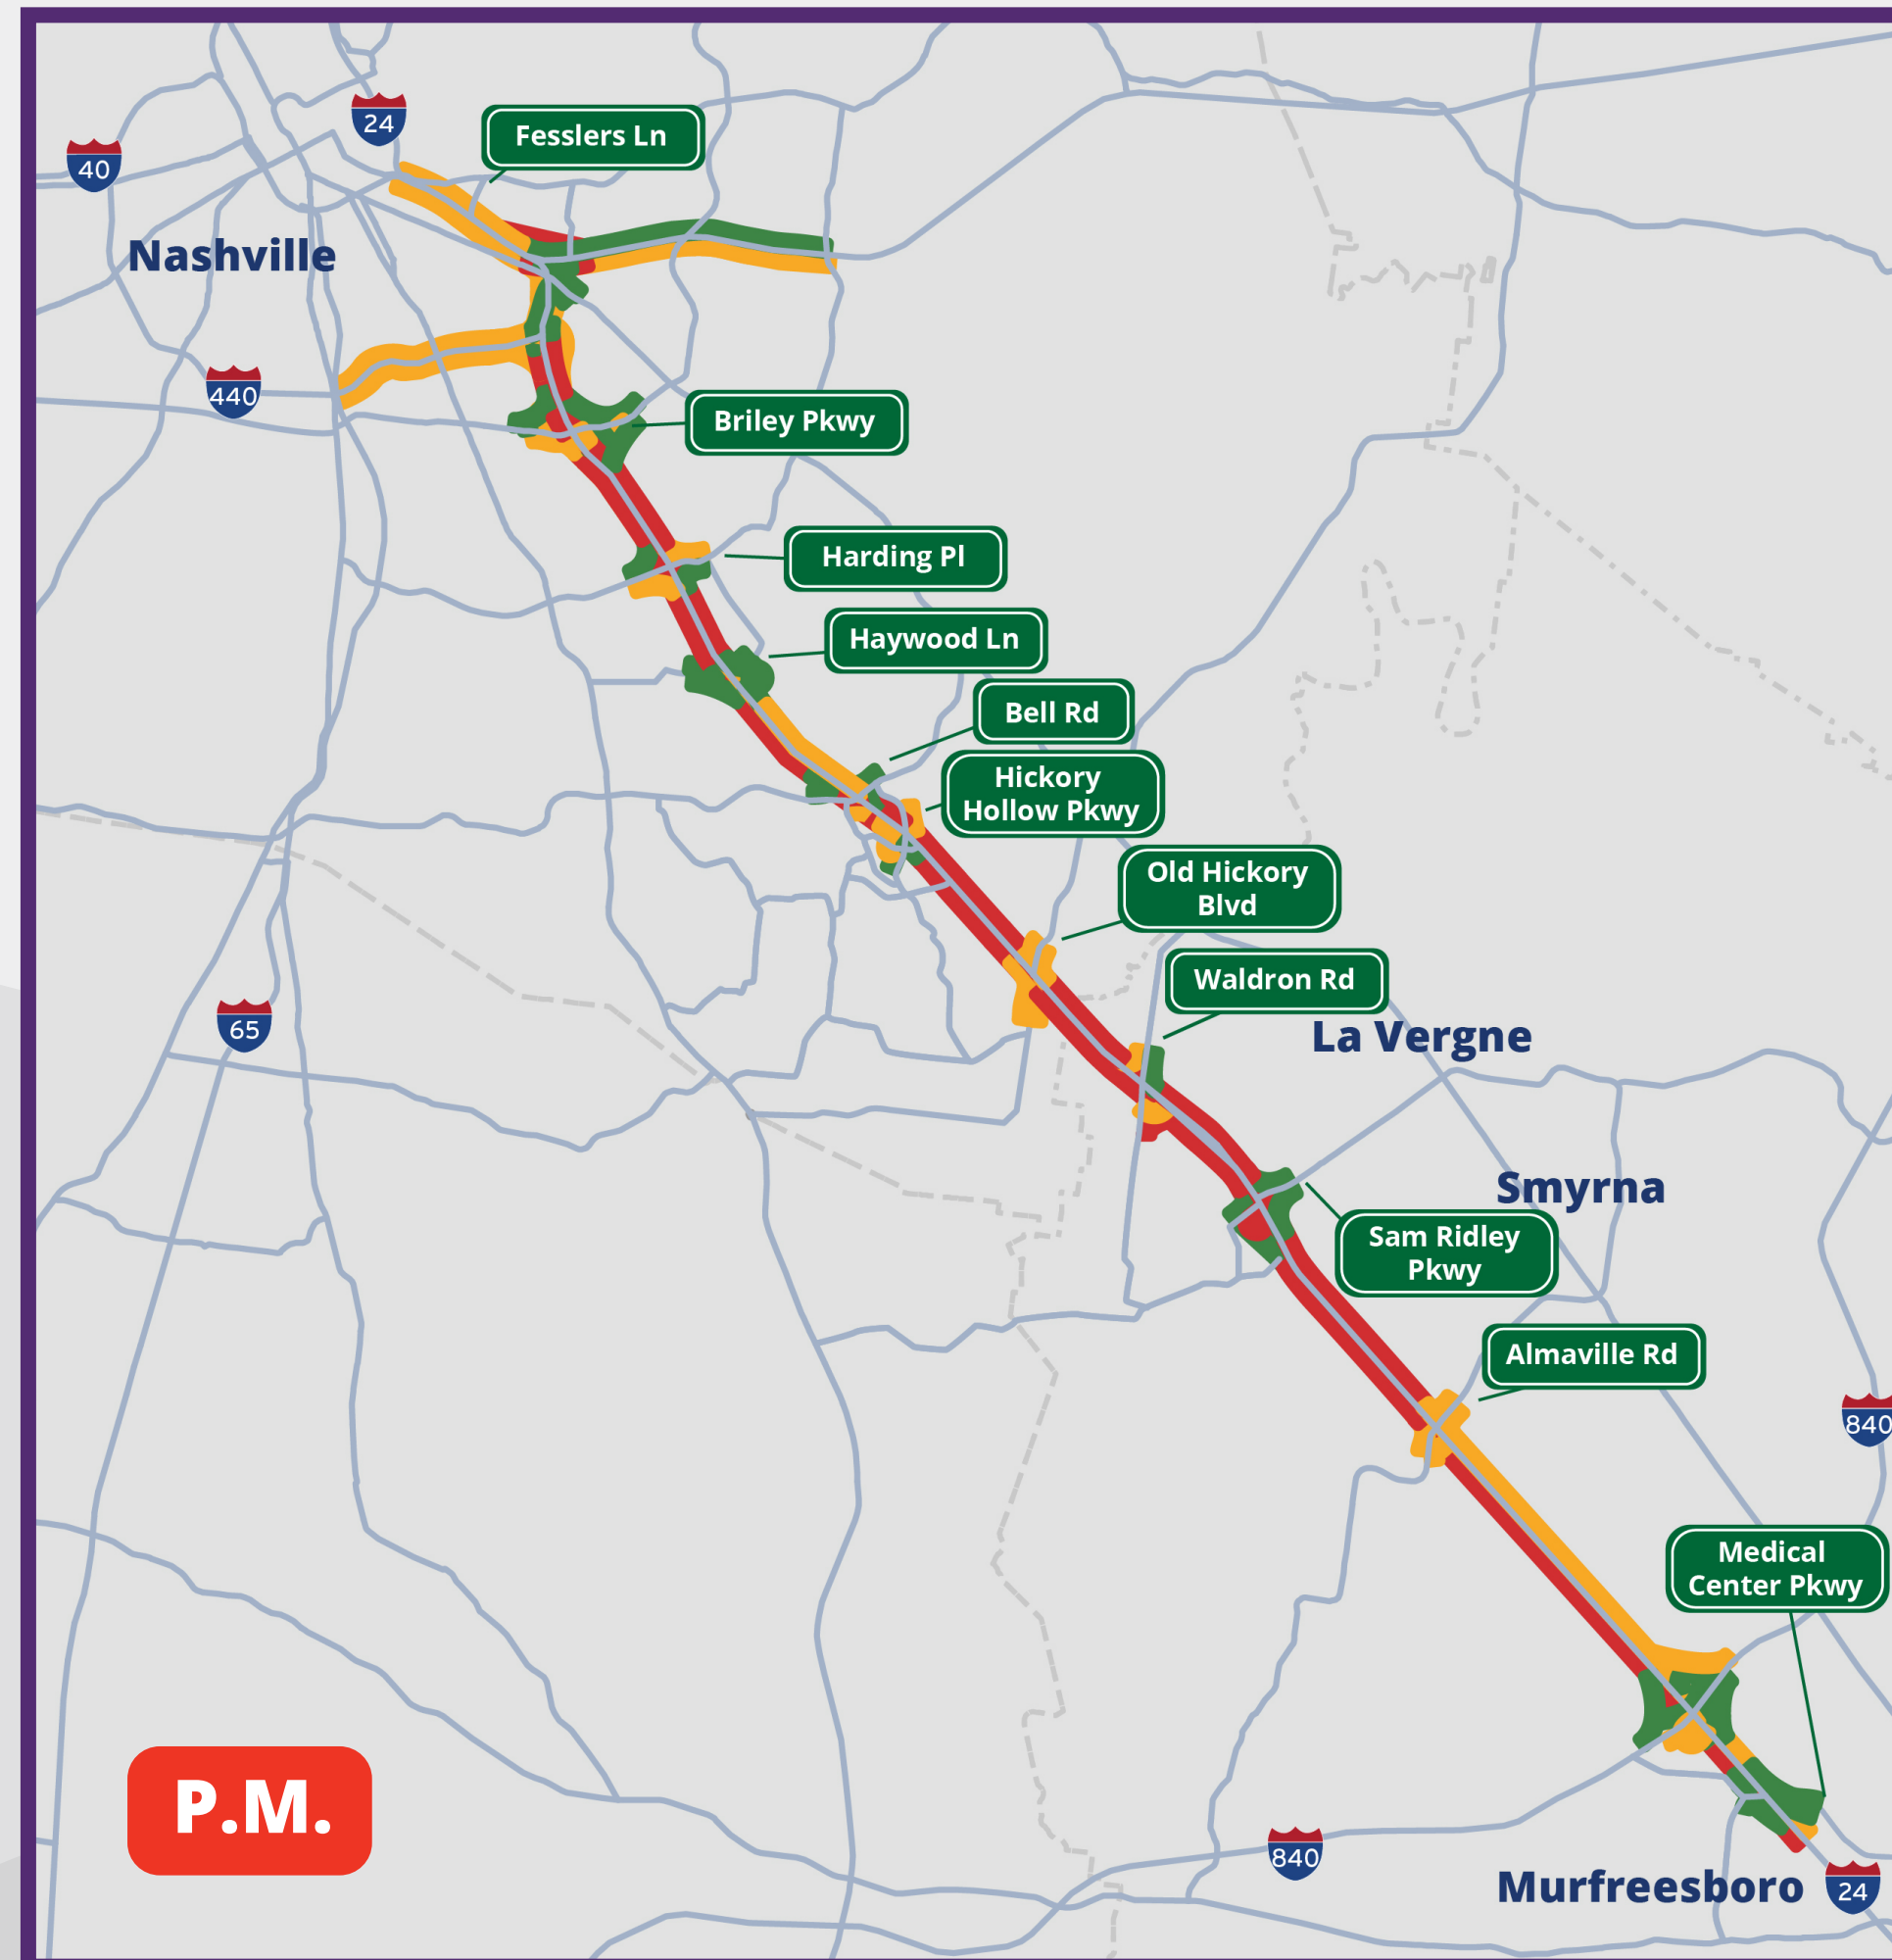 24
Fesslers Ln
40
Nashville
440
Briley Pkwy
Harding Pl
Haywood Ln
Bell Rd
Hickory
Hollow Pkwy
Old Hickory
Blvd
Waldron Rd
65
La Vergne
Smyrna
Sam Ridley
Pkwy
Almaville Rd
840
Medical
Center Pkwy
P.M.
840
Murfreesboro
24